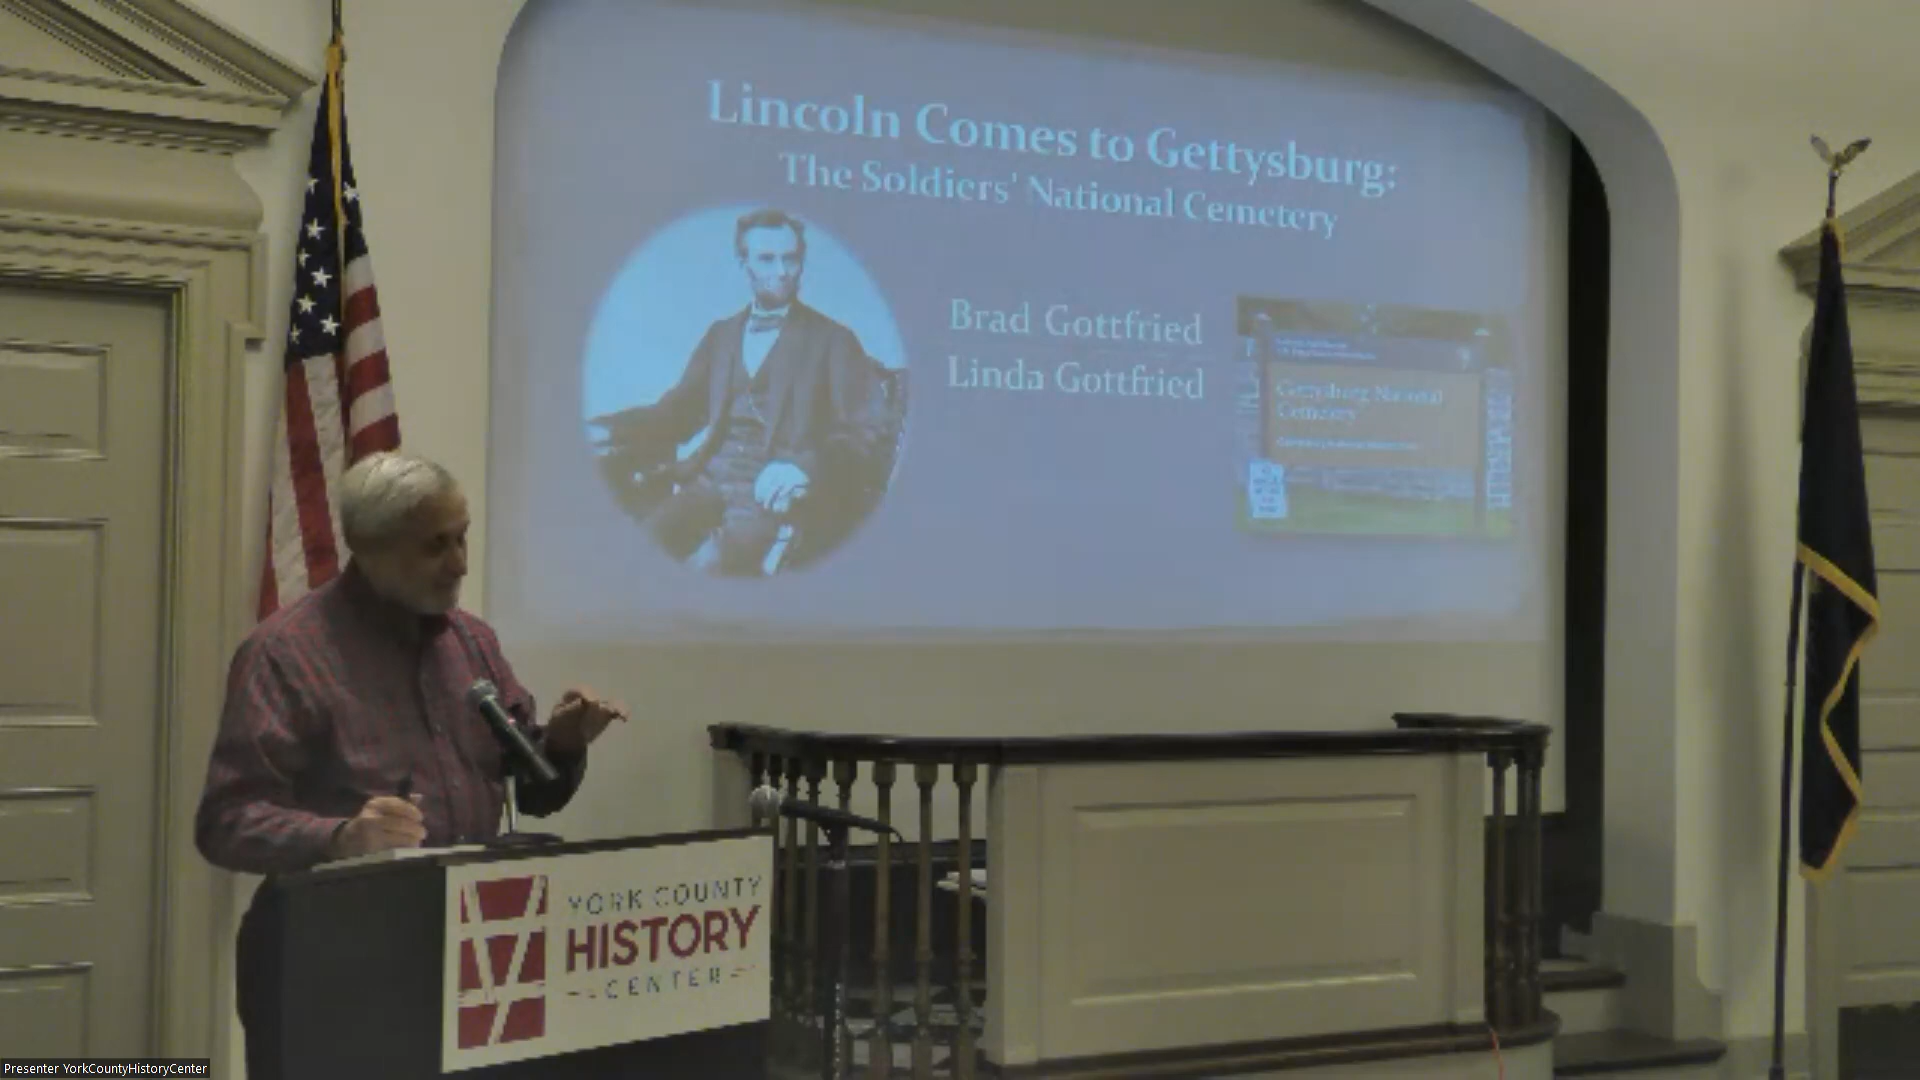 Lincoln Comes to Gettysburg:
The Soldiers' National Cemetery
Brad Gottfried
Linda Gottfried
Gettysburg National
Cemetery
YORK COUNTY
HISTORY
CENTER
Presenter YorkCountyHistoryCenter